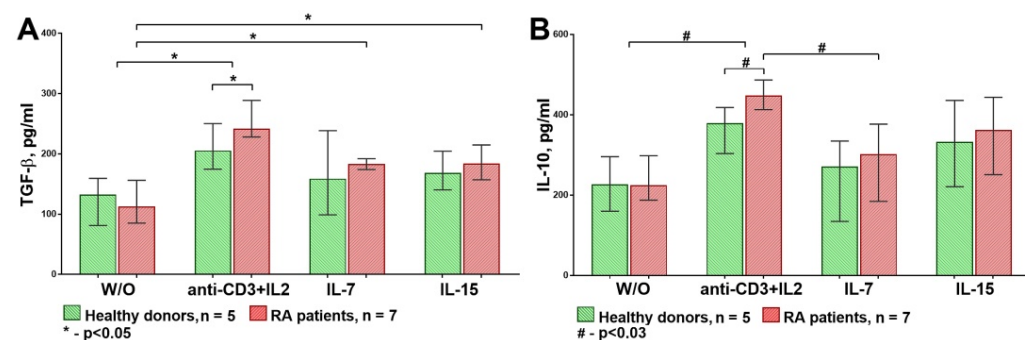 A
TGF-β, pg/ml
400
300
200
100
0
*
*
*
*
W/O
anti-CD3+IL2
IL-7
IL-15
Healthy donors, n = 5
RA patients, n = 7
* - p<0.05
B
IL-10, pg/ml
600
400
200
0
#
#
#
W/O
anti-CD3+IL2
IL-7
IL-15
Healthy donors, n = 5
RA patients, n = 7
# - p<0.03